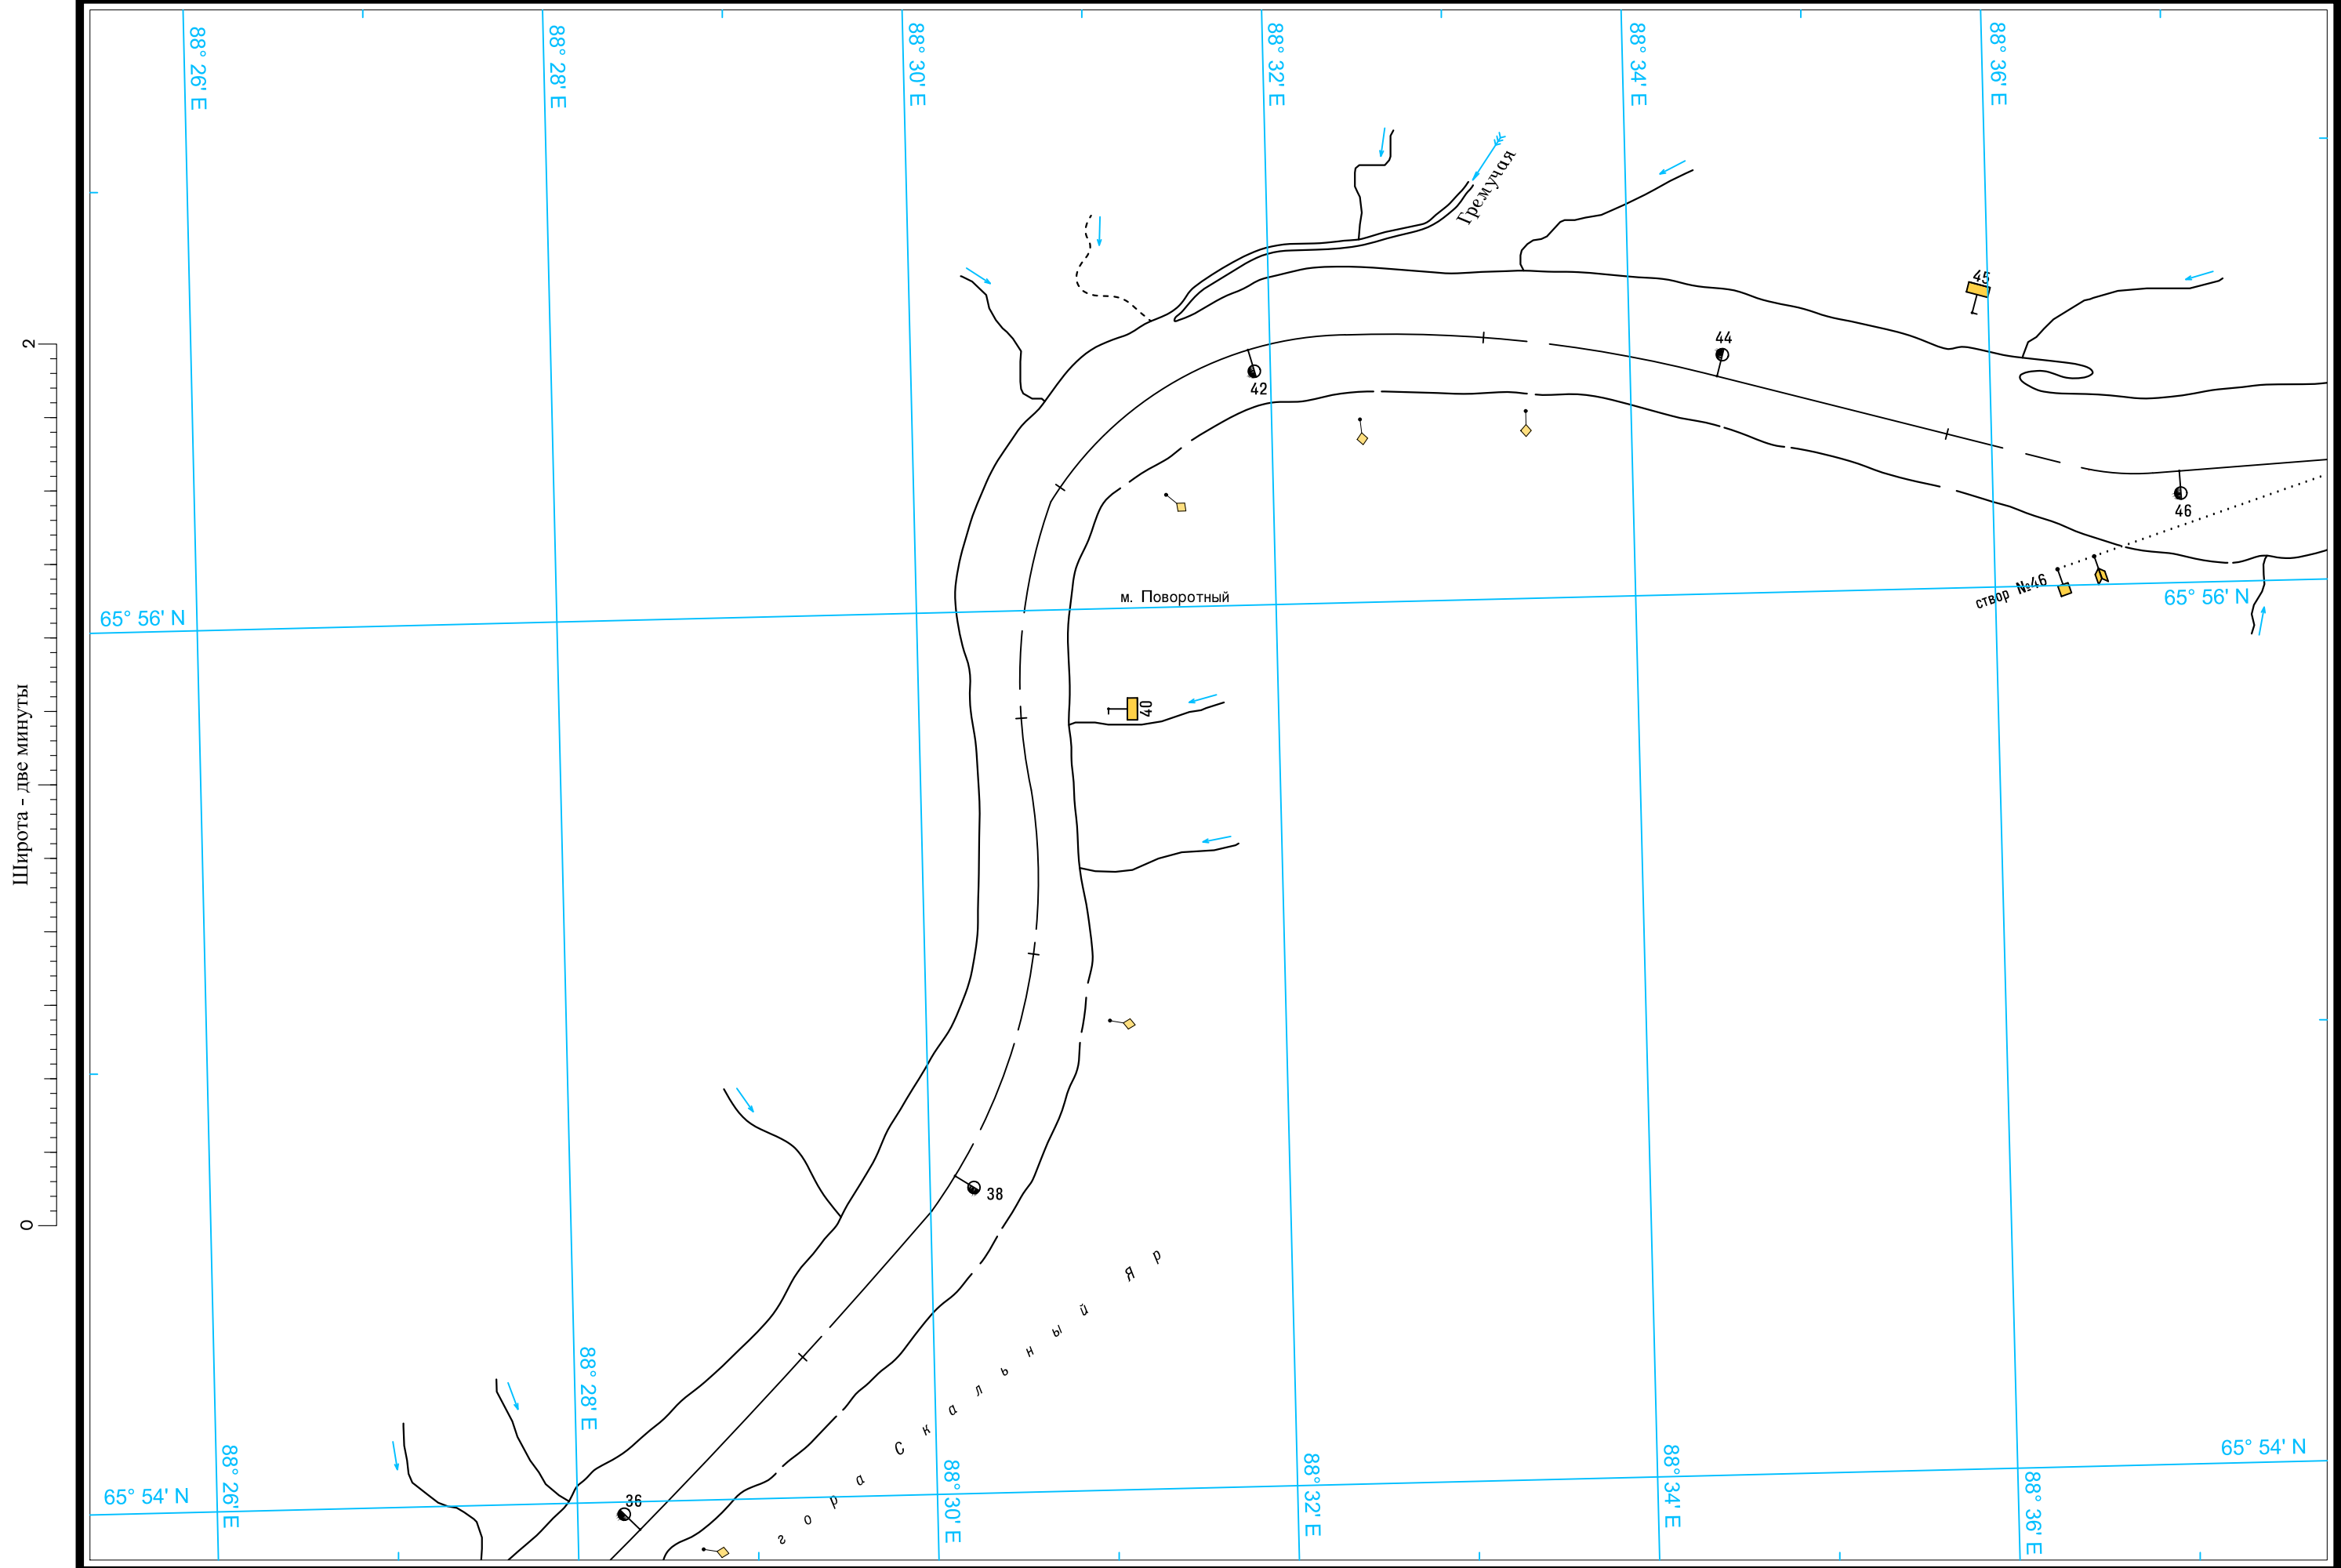 88° 26' E
88° 28' E
88° 30' E
88° 32' E
88° 34' E
88° 36' E
Гремучая
45
44
42
2
46
створ №46
м. Поворотный
65° 56' N
65° 56' N
40
Широта - две минуты
38
0
гора Скальный Яр
36
65° 54' N
65° 54' N
88° 26' E
88° 28' E
88° 30' E
88° 32' E
88° 34' E
88° 36' E